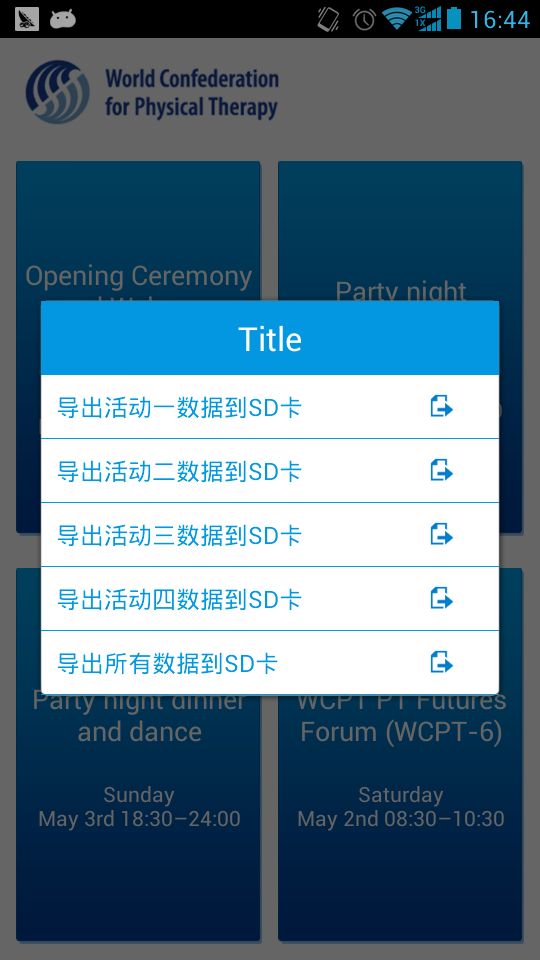 3G
1X
16:44
World Confederation
for Physical Therapy
Opening Ceremony
Party night
Title
导出活动一数据到SD卡
导出活动二数据到SD卡
导出活动三数据到SD卡
导出活动四数据到SD卡
导出所有数据到SD卡
Party night dinner
and dance
WCPT PT Futures
Forum (WCPT-6)
Sunday
May 3rd 18:30–24:00
Saturday
May 2nd 08:30–10:30